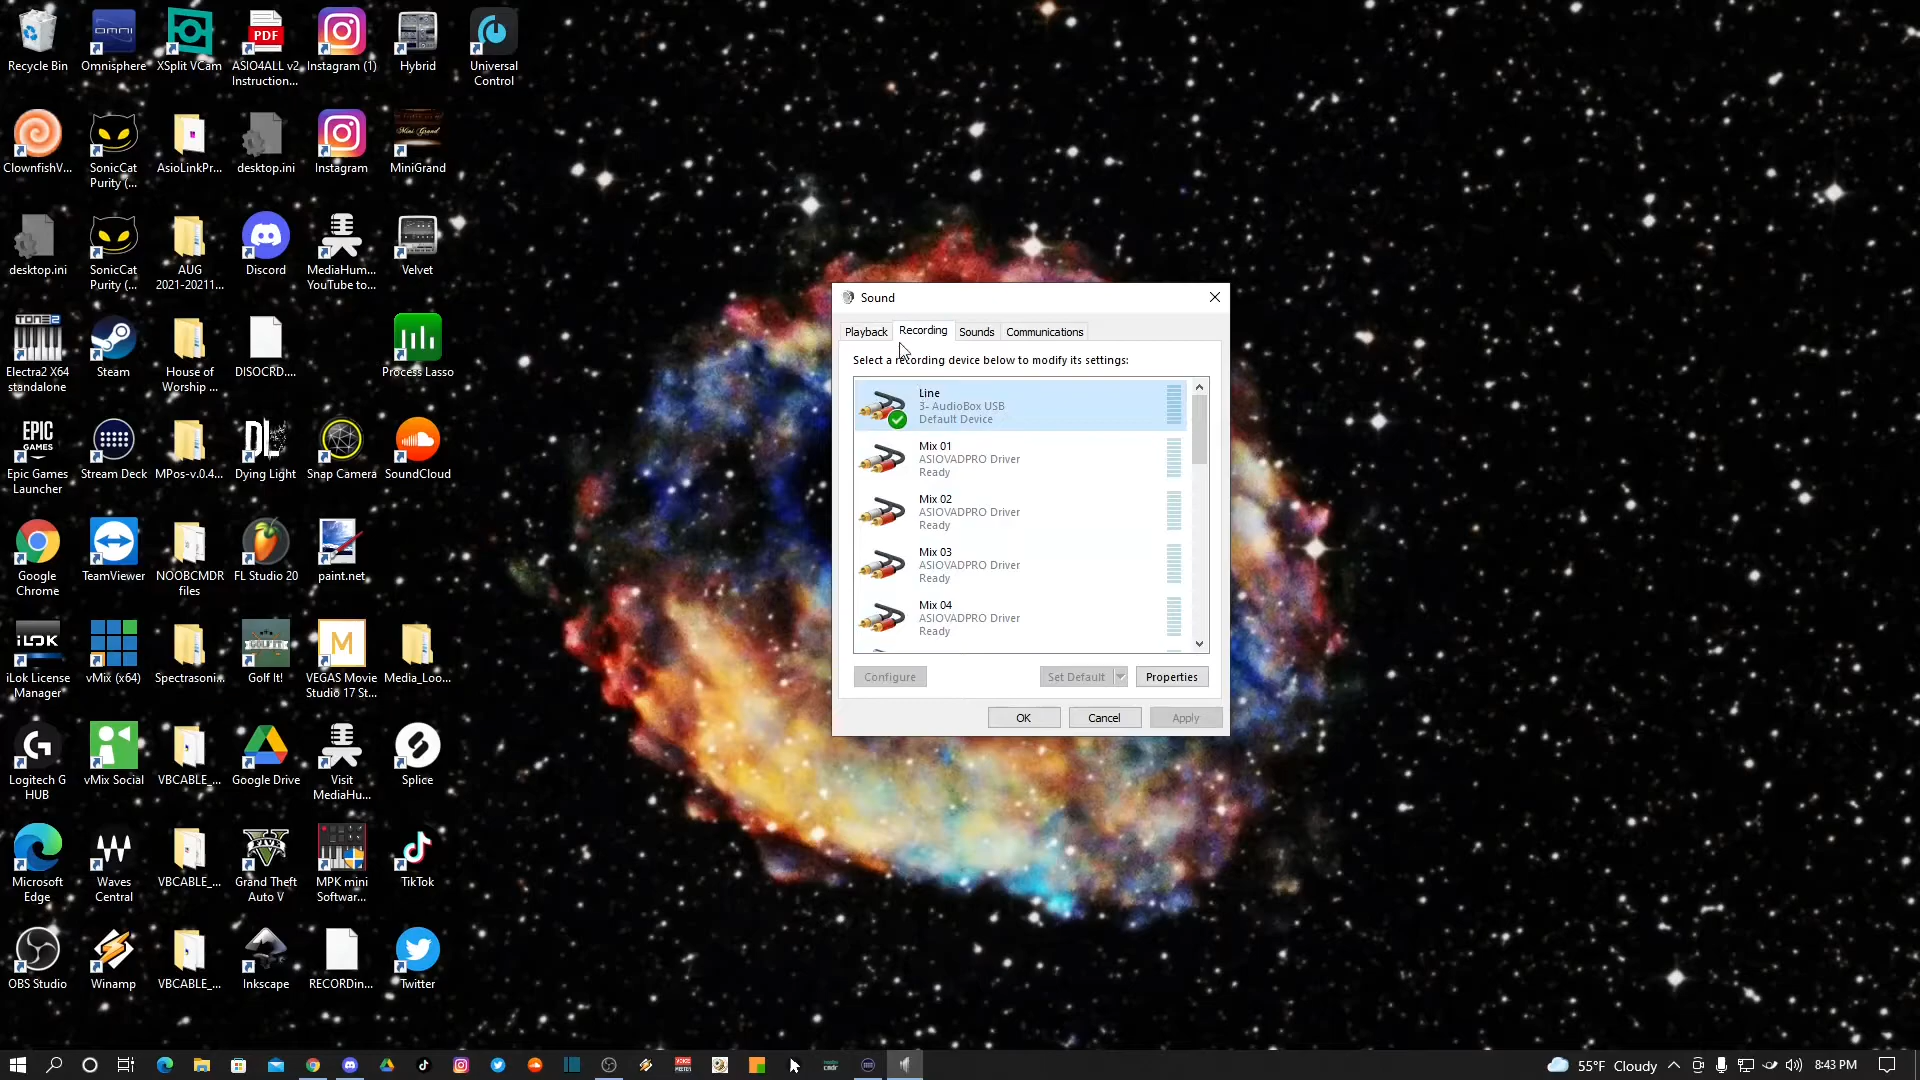 Recycle Bin
Omnisphere
XSplit VCam
PDF
ASIO4ALL v2
Instruction...
Instagram (1)
Hybrid
Universal
Control
ClownfishV...
SonicCat
Purity (...
AsioLinkPr...
desktop.ini
Instagram
MiniGrand
desktop.ini
SonicCat
Purity (...
AUG
2021-20211...
Discord
MediaHum...
YouTube to...
Velvet
Electra2 X64
standalone
Steam
House of
Worship ...
DISOCRD....
Process Lasso
EPIC
GAMES
Epic Games
Launcher
Stream Deck
MPos-v.0.4...
DL
Dying Light
Snap Camera
SoundCloud
Google
Chrome
TeamViewer
NOOBCMDR
files
FL Studio 20
paint.net
iLOK
iLok License
Manager
vMix (x64)
Spectrasoni...
GOLF IT!
Golf It!
M
VEGAS Movie
Studio 17 St...
Media_Loo...
Logitech G
HUB
vMix Social
VBCABLE_...
Google Drive
Visit
MediaHu...
Splice
Microsoft
Edge
Waves
Central
VBCABLE_...
Grand Theft
Auto V
MPK mini
Softwar...
TikTok
OBS Studio
Winamp
VBCABLE_...
Inkscape
RECORDin...
Twitter
Sound
Playback
Recording
Sounds
Communications
Select a recording device below to modify its settings:
Line
3- AudioBox USB
Default Device
Mix 01
ASIOVADPRO Driver
Ready
Mix 02
ASIOVADPRO Driver
Ready
Mix 03
ASIOVADPRO Driver
Ready
Mix 04
ASIOVADPRO Driver
Ready
Configure
Set Default
Properties
OK
Cancel
Apply
55°F Cloudy
8:43 PM